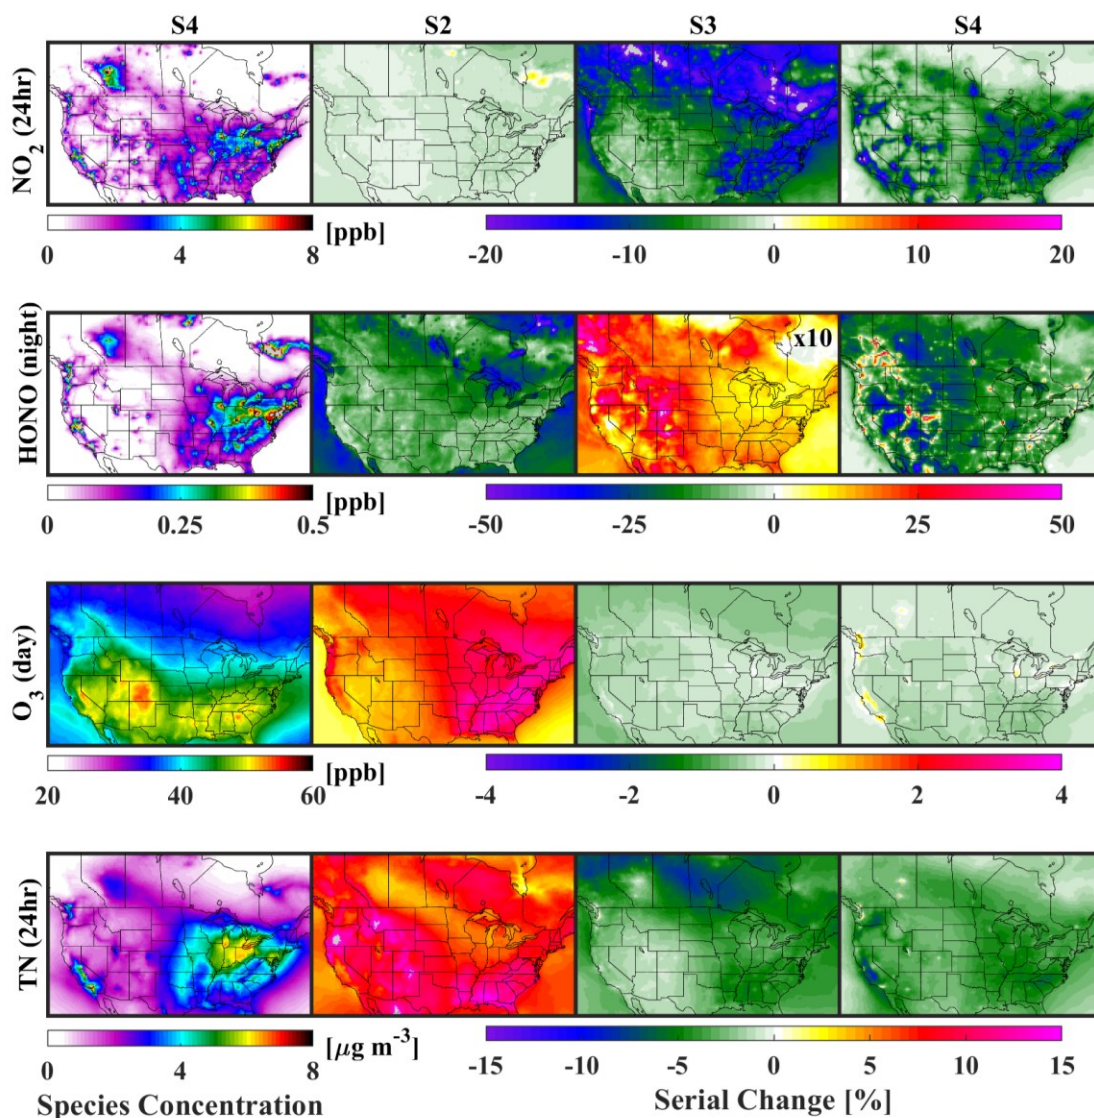 S4 S2 S3 S4
NO2 (24hr)
0 4 8 [ppb] -20 -10 0 10 20
HONO (night)
x10
0 0.25 0.5 [ppb] -50 -25 0 25 50
O3 (day)
20 40 60 [ppb] -4 -2 0 2 4
TN (24hr)
0 4 8 [μg m-3] -15 -10 -5 0 5 10 15
Species Concentration Serial Change [%]